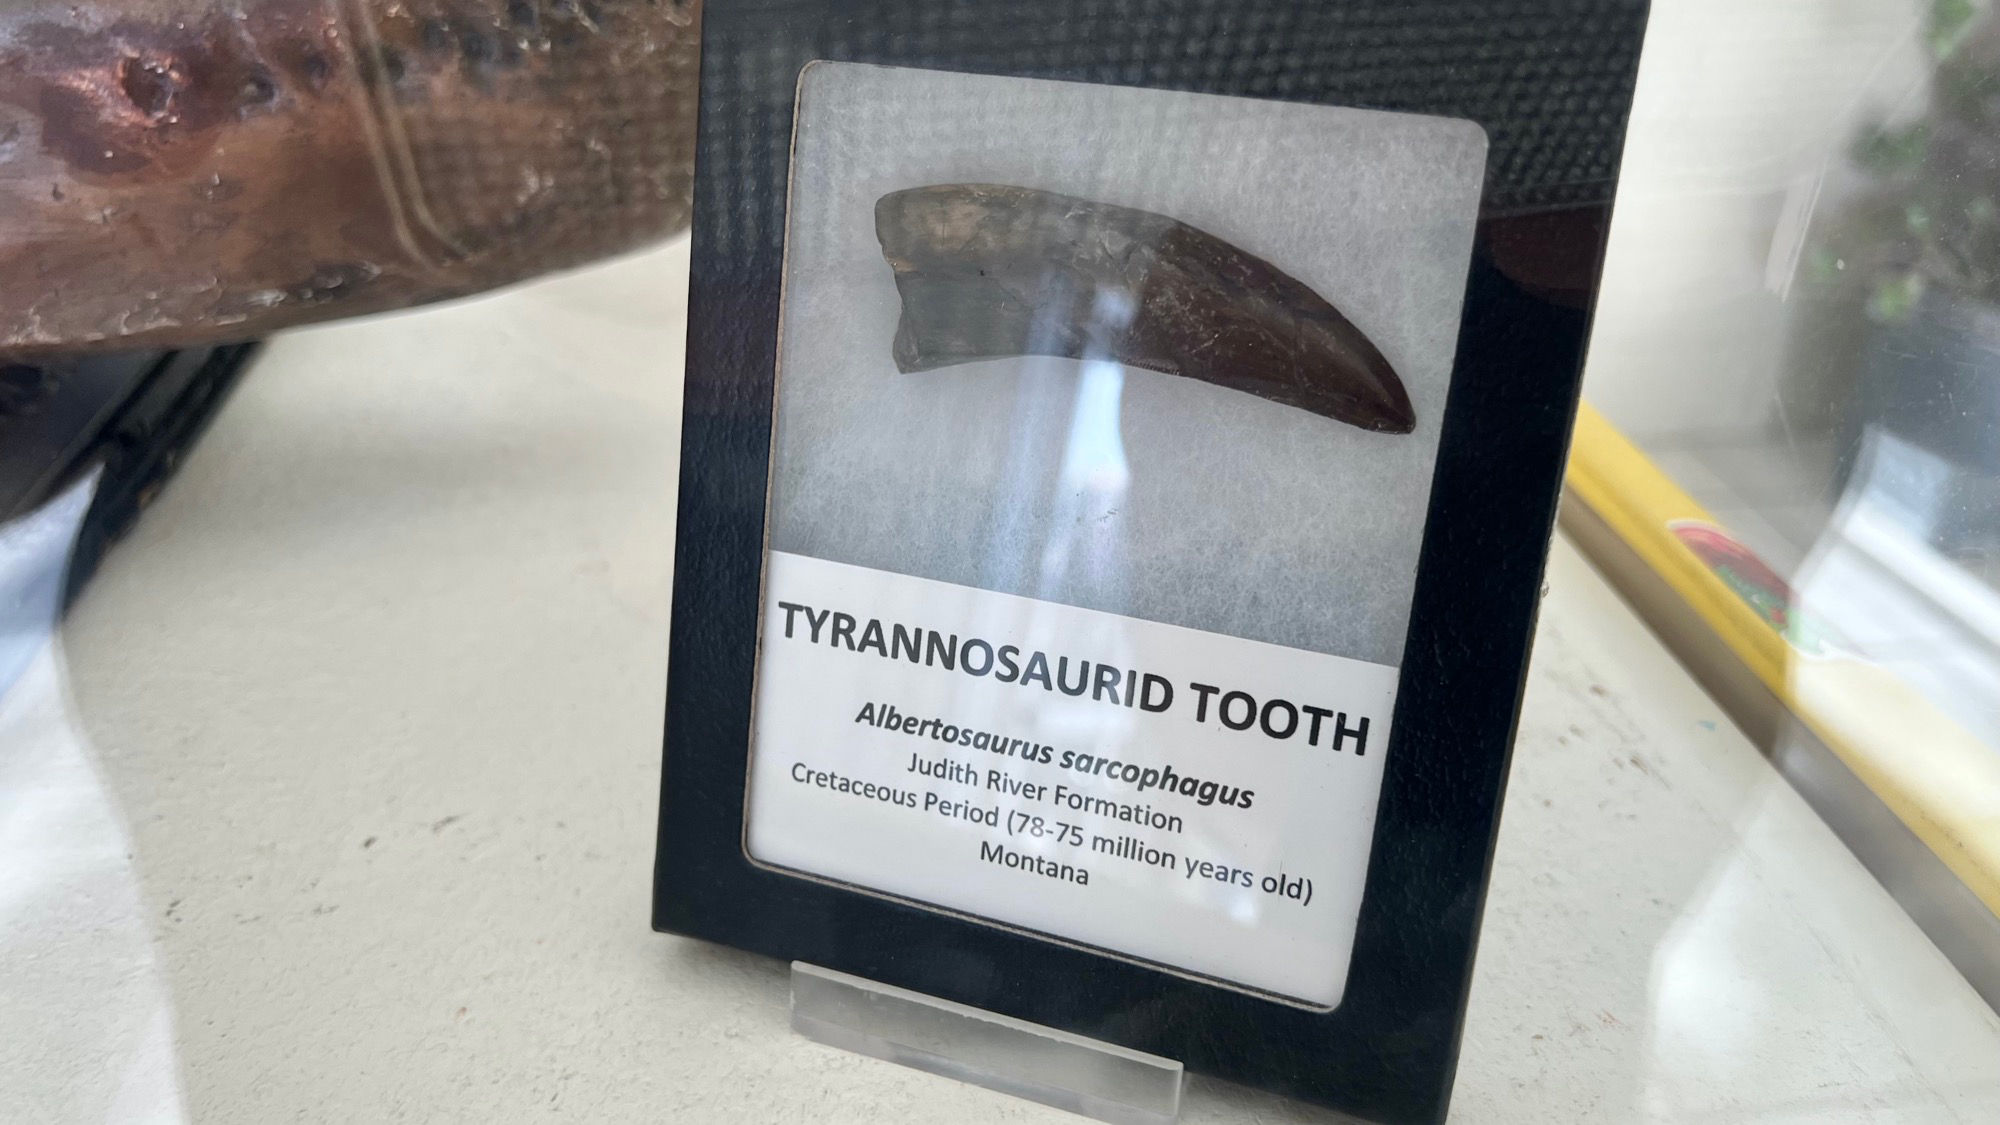 TYRANNOSAURID TOOTH
Albertosaurus sarcophagus
Judith River Formation
Cretaceous Period (78-75 million years old)
Montana